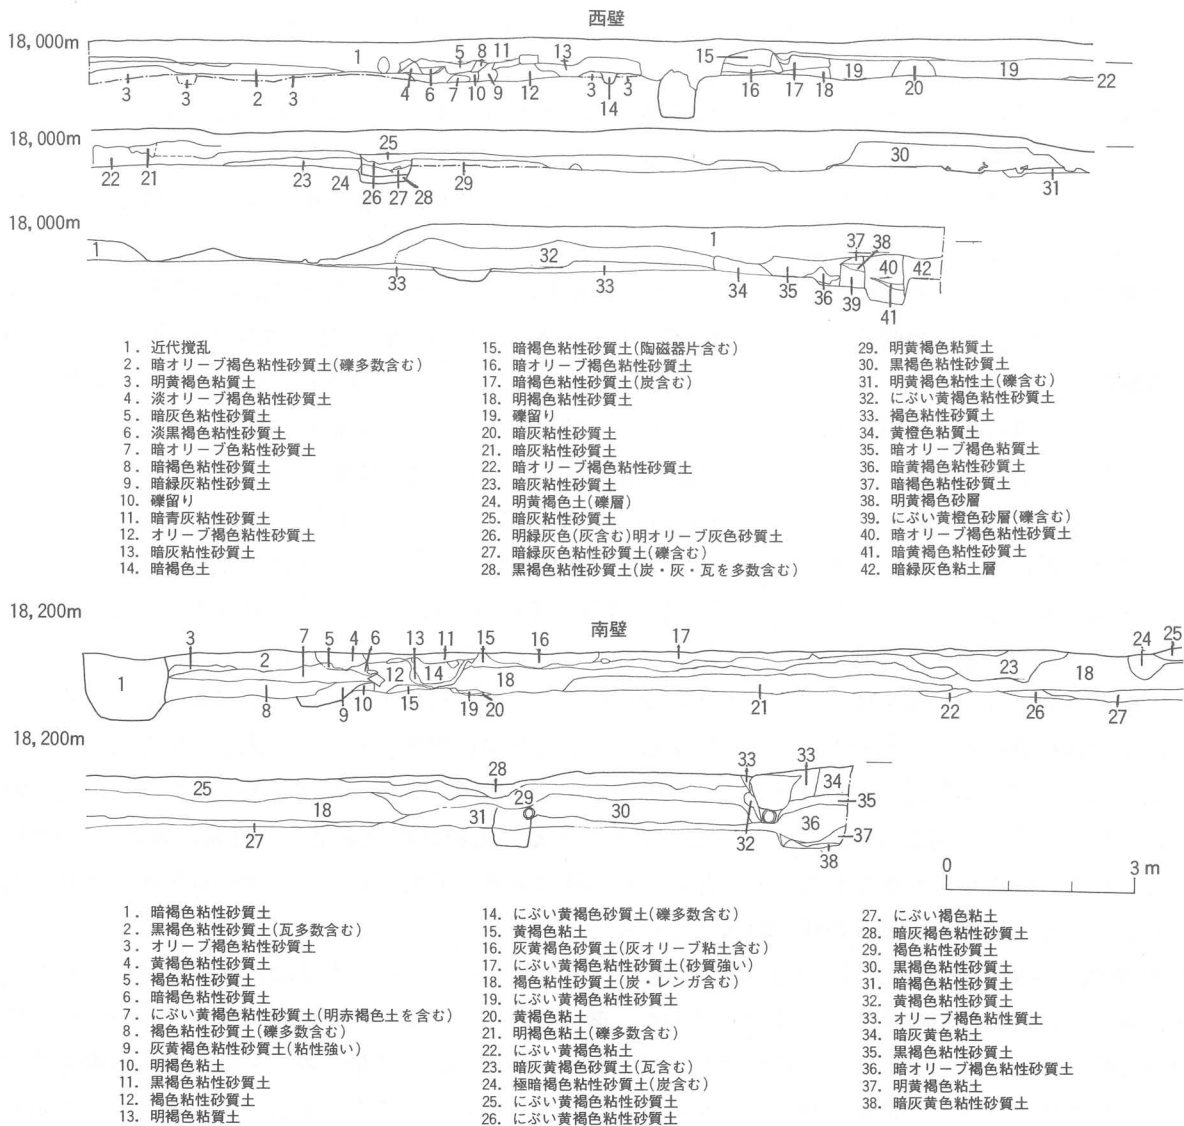 西壁
18,000m
1 5 8 11 13 15 19 19
3 3 2 3 4 6 7 10 9 12 3 3 14 16 17 18 20 22
18,000m
25 30
22 21 23 24 26 27 28 29 31
18,000m
1 32 1 37 38 40 42
33 33 34 35 36 39 41
1. 近代攪乱
2. 暗オリーブ褐色粘性砂質土(礫多数含む)
3. 明黄褐色粘質土
4. 淡オリーブ褐色粘性砂質土
5. 暗灰色粘性砂質土
6. 淡黒褐色粘性砂質土
7. 暗オリーブ色粘性砂質土
8. 暗褐色粘性砂質土
9. 暗緑灰粘性砂質土
10. 礫留り
11. 暗青灰粘性砂質土
12. オリーブ褐色粘性砂質土
13. 暗灰粘性砂質土
14. 暗褐色土
15. 暗褐色粘性砂質土(陶磁器片含む)
16. 暗オリーブ褐色粘性砂質土
17. 暗褐色粘性砂質土(炭含む)
18. 明褐色粘性砂質土
19. 礫留り
20. 暗灰粘性砂質土
21. 暗灰粘性砂質土
22. 暗オリーブ褐色粘性砂質土
23. 暗灰粘性砂質土
24. 明黄褐色土(礫層)
25. 暗灰粘性砂質土
26. 明緑灰色(灰含む)明オリーブ灰色砂質土
27. 暗緑灰色粘性砂質土(礫含む)
28. 黒褐色粘性砂質土(炭・灰・瓦を多数含む)
29. 明黄褐色粘質土
30. 黒褐色粘性砂質土
31. 明黄褐色粘性土(礫含む)
32. にぶい黄褐色粘性砂質土
33. 褐色粘性砂質土
34. 黄橙色粘質土
35. 暗オリーブ褐色粘質土
36. 暗黄褐色粘性砂質土
37. 暗褐色粘性砂質土
38. 明黄褐色砂層
39. にぶい黄橙色砂層(礫含む)
40. 暗オリーブ褐色粘性砂質土
41. 暗黄褐色粘性砂質土
42. 暗緑灰色粘土層
18,200m
南壁
3 7 5 4 6 13 11 15 16 17 24 25
1 2 12 14 18 23 18
8 9 10 15 19 20 21 22 26 27
18,200m
25 28 33 33 34
18 29 31 30 35 36
27 32 37 38
0 3m
1. 暗褐色粘性砂質土
2. 黒褐色粘性砂質土(瓦多数含む)
3. オリーブ褐色粘性砂質土
4. 黄褐色粘性砂質土
5. 褐色粘性砂質土
6. 暗褐色粘性砂質土
7. にぶい黄褐色粘性砂質土(明赤褐色土を含む)
8. 褐色粘性砂質土(礫多数含む)
9. 灰黄褐色粘性砂質土(粘性強い)
10. 明褐色粘土
11. 黒褐色粘性砂質土
12. 褐色粘性砂質土
13. 明褐色粘質土
14. にぶい黄褐色砂質土(礫多数含む)
15. 黄褐色粘土
16. 灰黄褐色砂質土(灰オリーブ粘土含む)
17. にぶい黄褐色粘性砂質土(砂質強い)
18. 褐色粘性砂質土(炭・レンガ含む)
19. にぶい黄褐色粘性砂質土
20. 黄褐色粘土
21. 明褐色粘土(礫多数含む)
22. にぶい黄褐色粘土
23. 暗灰黄褐色砂質土(瓦含む)
24. 極暗褐色粘性砂質土(炭含む)
25. にぶい黄褐色砂質土
26. にぶい黄褐色粘性砂質土
27. にぶい褐色粘土
28. 暗灰褐色粘性砂質土
29. 褐色粘性砂質土
30. 黒褐色粘性砂質土
31. 暗褐色粘性砂質土
32. 黄褐色粘性砂質土
33. オリーブ褐色粘性質土
34. 暗灰黄色粘土
35. 黒褐色粘性砂質土
36. 暗オリーブ褐色粘性砂質土
37. 明黄褐色粘土
38. 暗灰黄色粘性砂質土